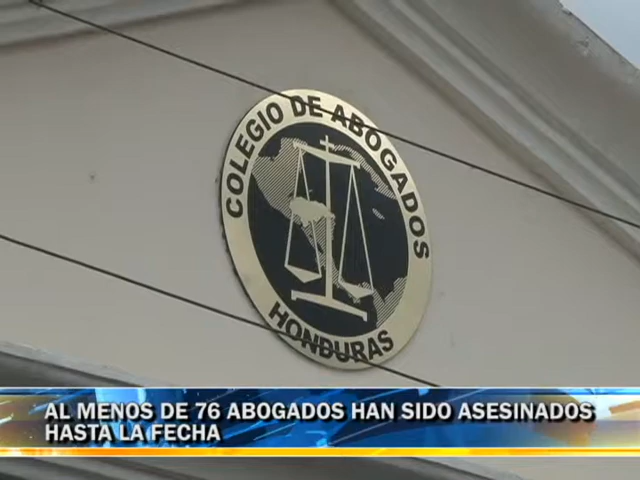 COLEGIO DE ABOGADOS
HONDURAS
AL MENOS DE 76 ABOGADOS HAN SIDO ASESINADOS
HASTA LA FECHA